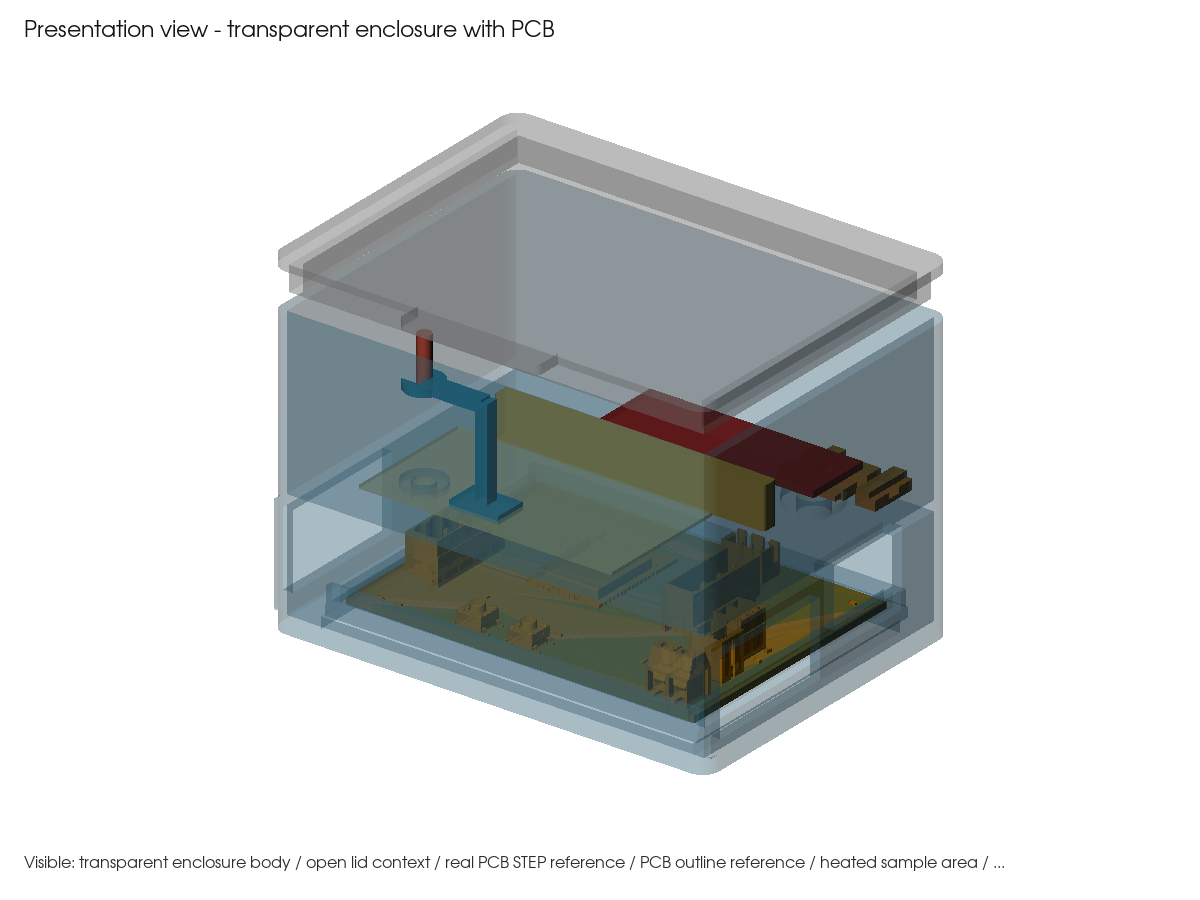 Presentation view - transparent enclosure with PCB
Visible: transparent enclosure body / open lid context / real PCB STEP reference / PCB outline reference / heated sample area / ...